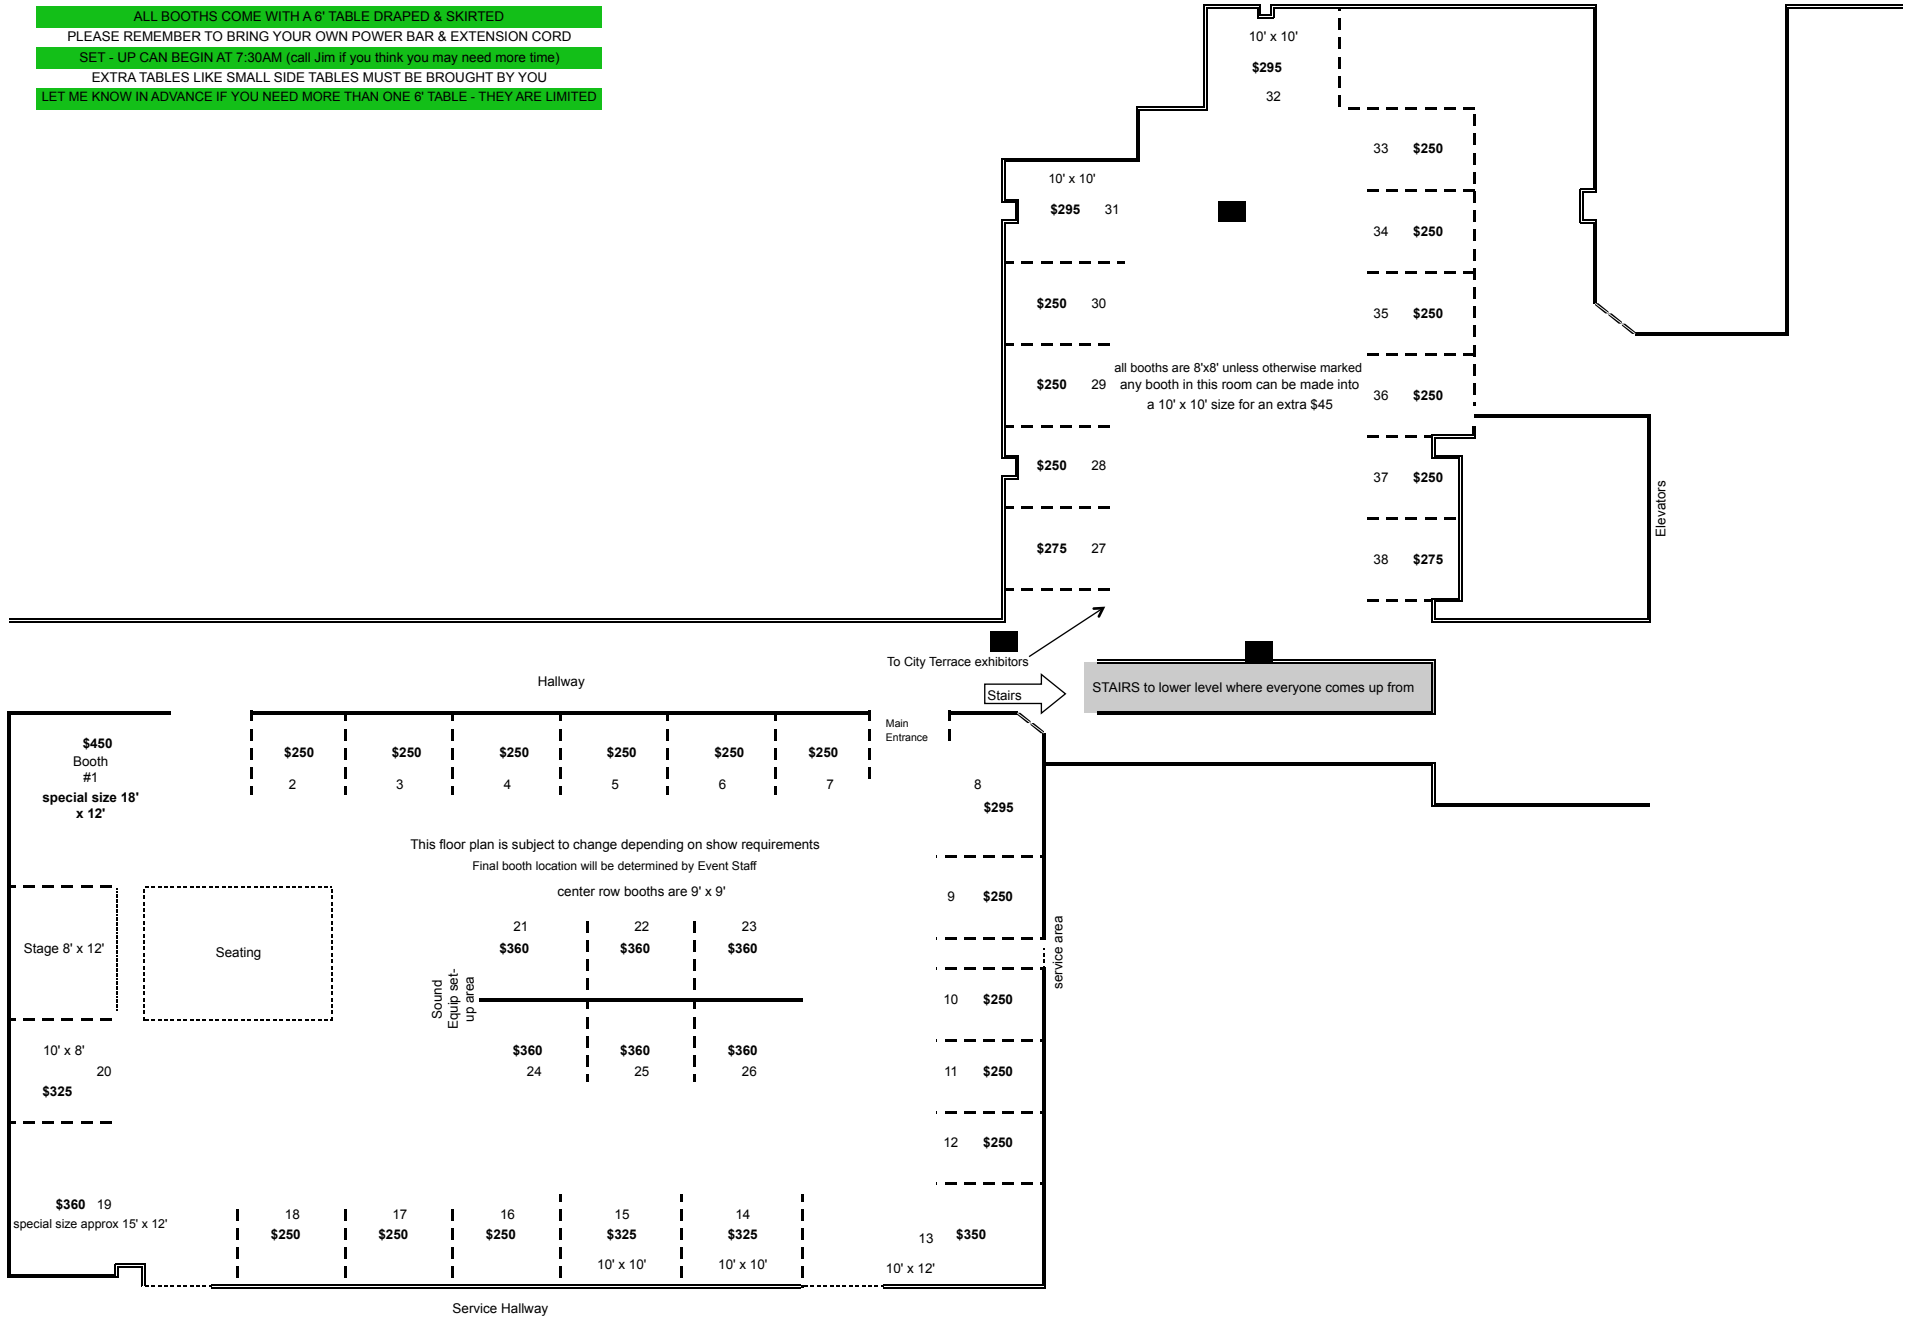 ALL BOOTHS COME WITH A 6' TABLE DRAPED & SKIRTED
PLEASE REMEMBER TO BRING YOUR OWN POWER BAR & EXTENSION CORD
SET - UP CAN BEGIN AT 7:30AM (call Jim if you think you may need more time)
EXTRA TABLES LIKE SMALL SIDE TABLES MUST BE BROUGHT BY YOU
LET ME KNOW IN ADVANCE IF YOU NEED MORE THAN ONE 6' TABLE - THEY ARE LIMITED
10' x 10'
$295
32
33 $250
34 $250
35 $250
36 $250
37 $250
38 $275
10' x 10'
$295 31
$250 30
$250 29
$250 28
$275 27
all booths are 8'x8' unless otherwise marked
any booth in this room can be made into
a 10' x 10' size for an extra $45
Elevators
To City Terrace exhibitors
Stairs
STAIRS to lower level where everyone comes up from
Hallway
Main
Entrance
$450
Booth
#1
special size 18'
x 12'
$250
2
$250
3
$250
4
$250
5
$250
6
$250
7
8
$295
This floor plan is subject to change depending on show requirements
Final booth location will be determined by Event Staff
center row booths are 9' x 9'
9 $250
service area
10 $250
11 $250
12 $250
13 $350
10' x 12'
Stage 8' x 12'
Seating
Sound
Equip set-
up area
21
$360
22
$360
23
$360
$360
24
$360
25
$360
26
10' x 8'
20
$325
$360 19
special size approx 15' x 12'
18
$250
17
$250
16
$250
15
$325
10' x 10'
14
$325
10' x 10'
Service Hallway